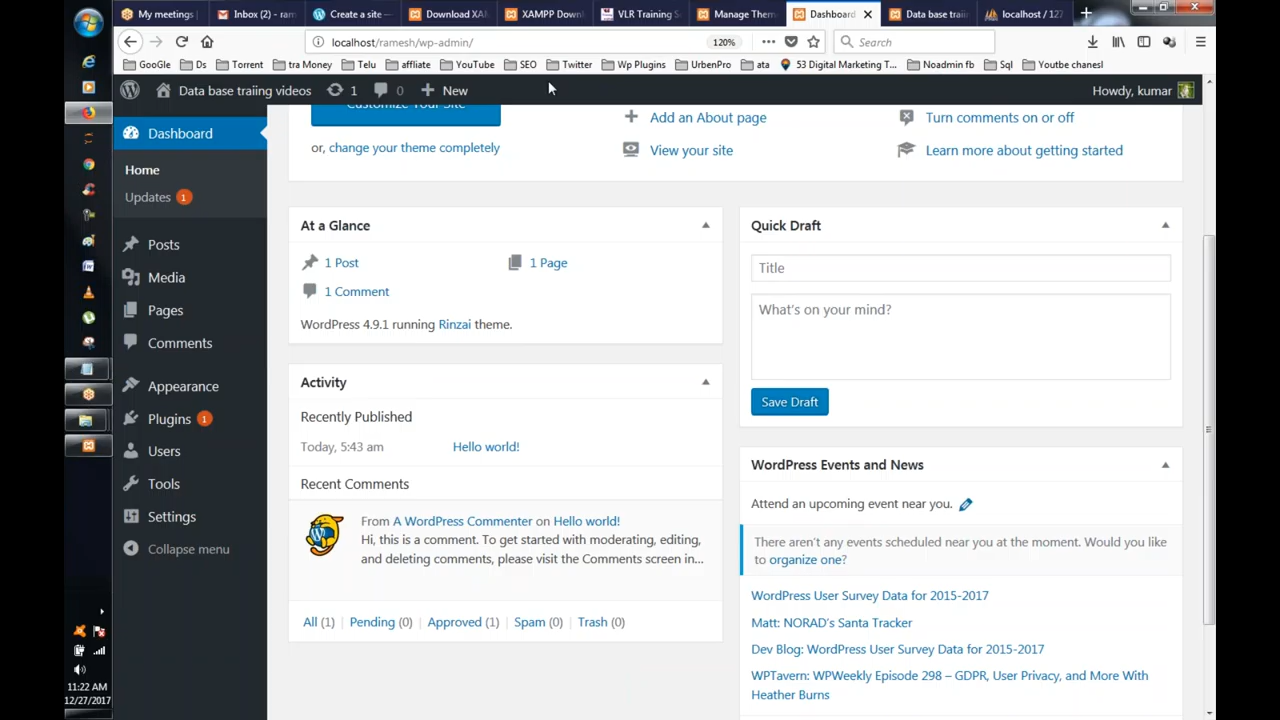 My meetings
Inbox (2) - ram
Create a site –
Download XA
XAMPP Down
VLR Training S
Manage Them
Dashboard
Data base traii
localhost / 127
localhost/ramesh/wp-admin/
120%
Search
GooGle
Ds
Torrent
tra Money
Telu
affliate
YouTube
SEO
Twitter
Wp Plugins
UrbenPro
ata
53 Digital Marketing T...
Noadmin fb
Sql
Youtbe chanesl
Data base traiing videos
1
0
New
Howdy, kumar
Dashboard
Home
Updates 1
Posts
Media
Pages
Comments
Appearance
Plugins 1
Users
Tools
Settings
Collapse menu
Customize Your Site
or, change your theme completely
Add an About page
View your site
Turn comments on or off
Learn more about getting started
At a Glance
1 Post
1 Page
1 Comment
WordPress 4.9.1 running Rinzai theme.
Activity
Recently Published
Today, 5:43 am
Hello world!
Recent Comments
From A WordPress Commenter on Hello world!
Hi, this is a comment. To get started with moderating, editing,
and deleting comments, please visit the Comments screen in...
All (1) | Pending (0) | Approved (1) | Spam (0) | Trash (0)
Quick Draft
Title
What's on your mind?
Save Draft
WordPress Events and News
Attend an upcoming event near you.
There aren't any events scheduled near you at the moment. Would you like
to organize one?
WordPress User Survey Data for 2015-2017
Matt: NORAD's Santa Tracker
Dev Blog: WordPress User Survey Data for 2015-2017
WPTavern: WPWeekly Episode 298 – GDPR, User Privacy, and More With
Heather Burns
11:22 AM
12/27/2017